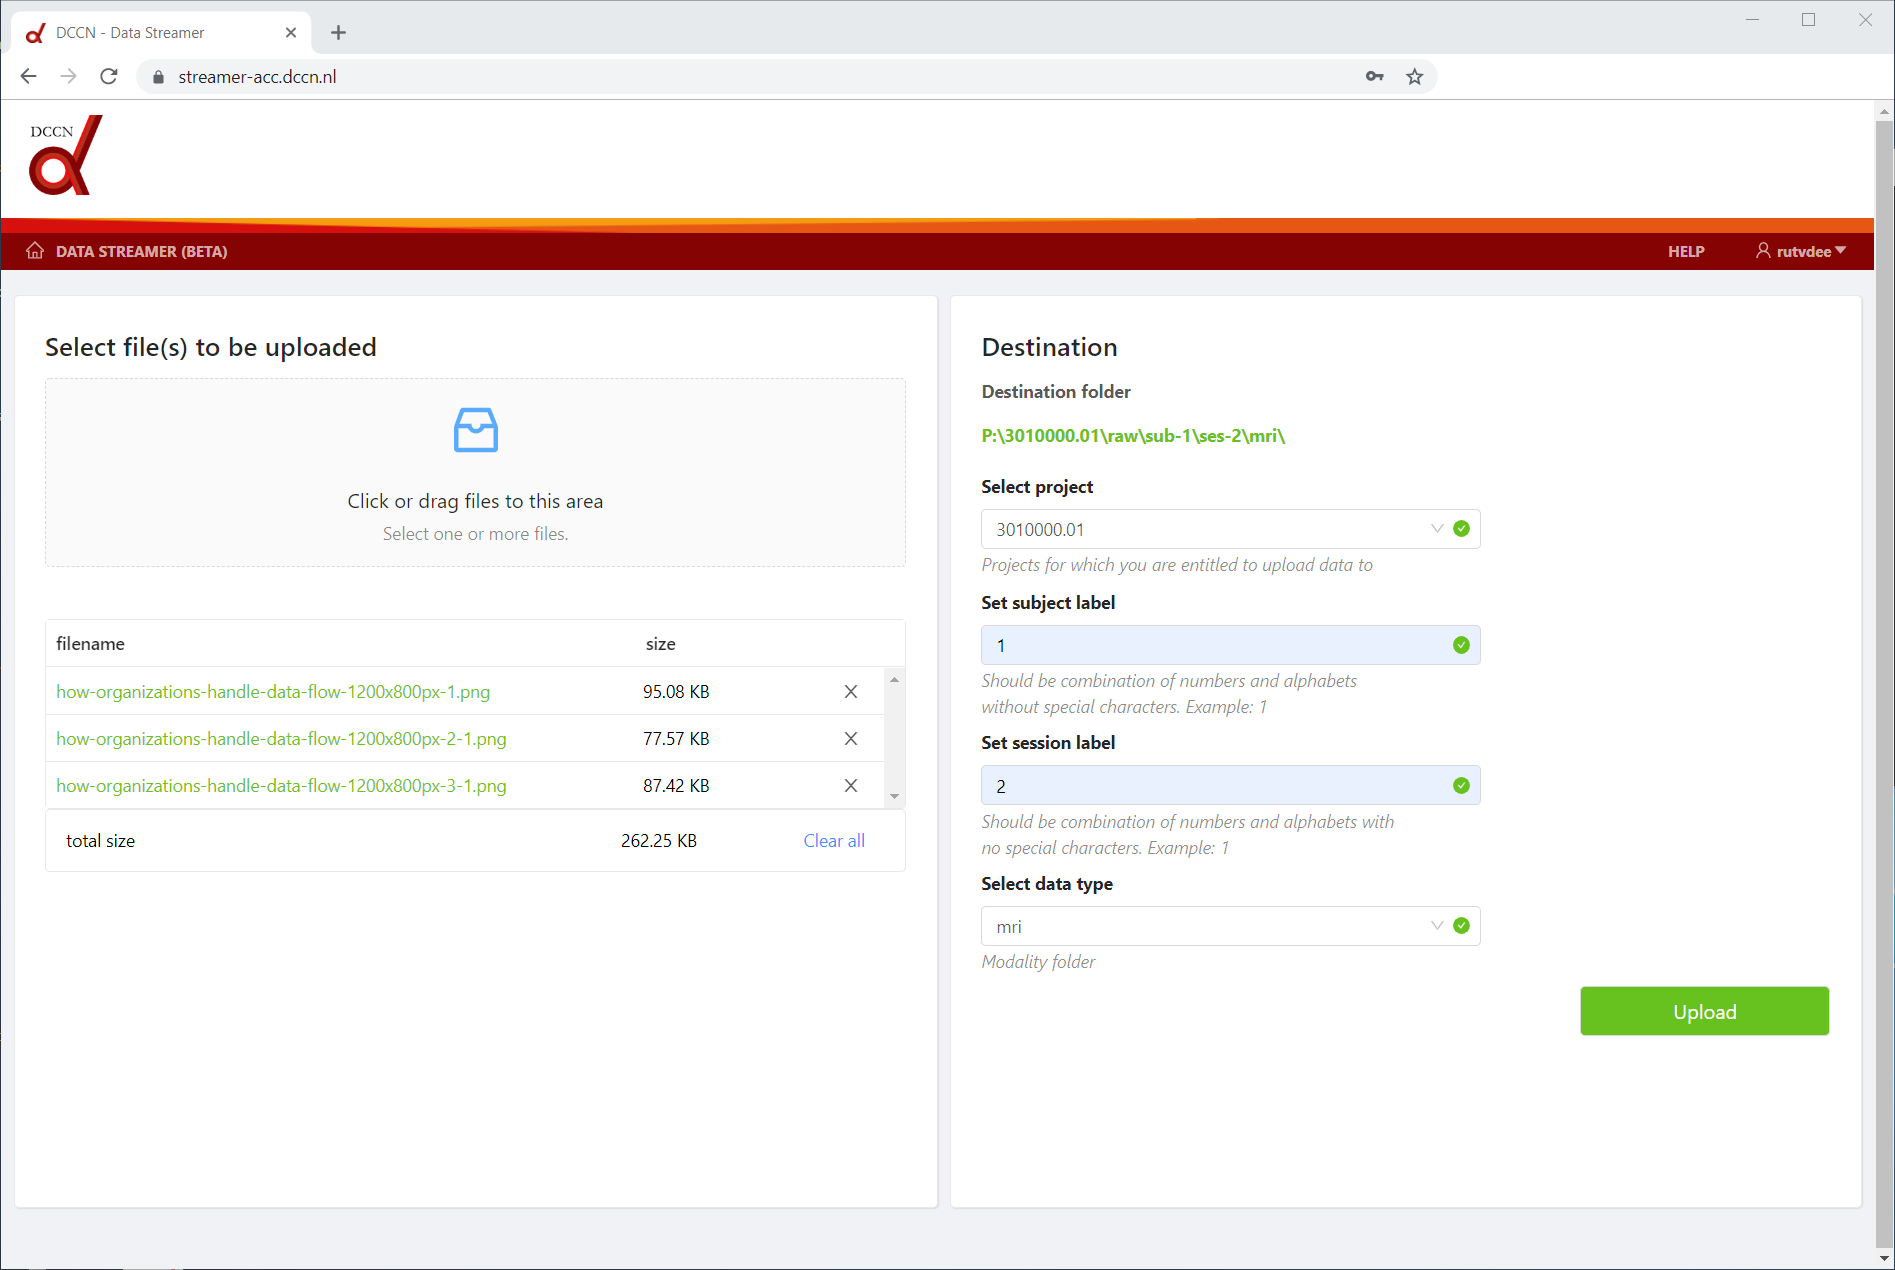 DCCN - Data Streamer
streamer-acc.dccn.nl
DCCN
DATA STREAMER (BETA)
HELP
rutvdee
Select file(s) to be uploaded
Click or drag files to this area
Select one or more files.
filename size
how-organizations-handle-data-flow-1200x800px-1.png 95.08 KB
how-organizations-handle-data-flow-1200x800px-2-1.png 77.57 KB
how-organizations-handle-data-flow-1200x800px-3-1.png 87.42 KB
total size 262.25 KB Clear all
Destination
Destination folder
P:\3010000.01\raw\sub-1\ses-2\mri\
Select project
3010000.01
Projects for which you are entitled to upload data to
Set subject label
1
Should be combination of numbers and alphabets
without special characters. Example: 1
Set session label
2
Should be combination of numbers and alphabets with
no special characters. Example: 1
Select data type
mri
Modality folder
Upload